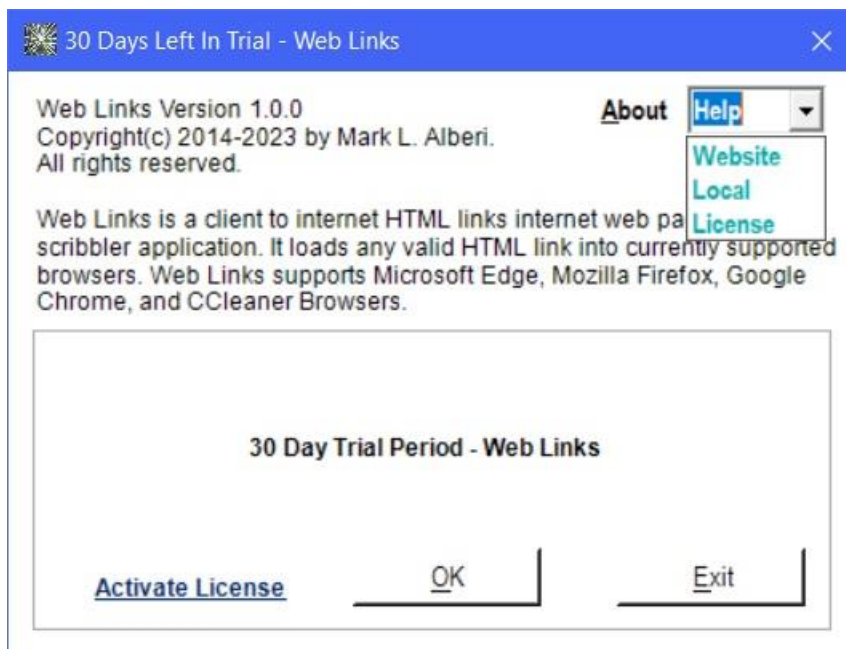 30 Days Left In Trial - Web Links
Web Links Version 1.0.0
Copyright(c) 2014-2023 by Mark L. Alberi.
All rights reserved.
About
Help
Website
Local
License
Web Links is a client to internet HTML links internet web pa
scribbler application. It loads any valid HTML link into currently supported
browsers. Web Links supports Microsoft Edge, Mozilla Firefox, Google
Chrome, and CCleaner Browsers.
30 Day Trial Period - Web Links
Activate License
OK
Exit